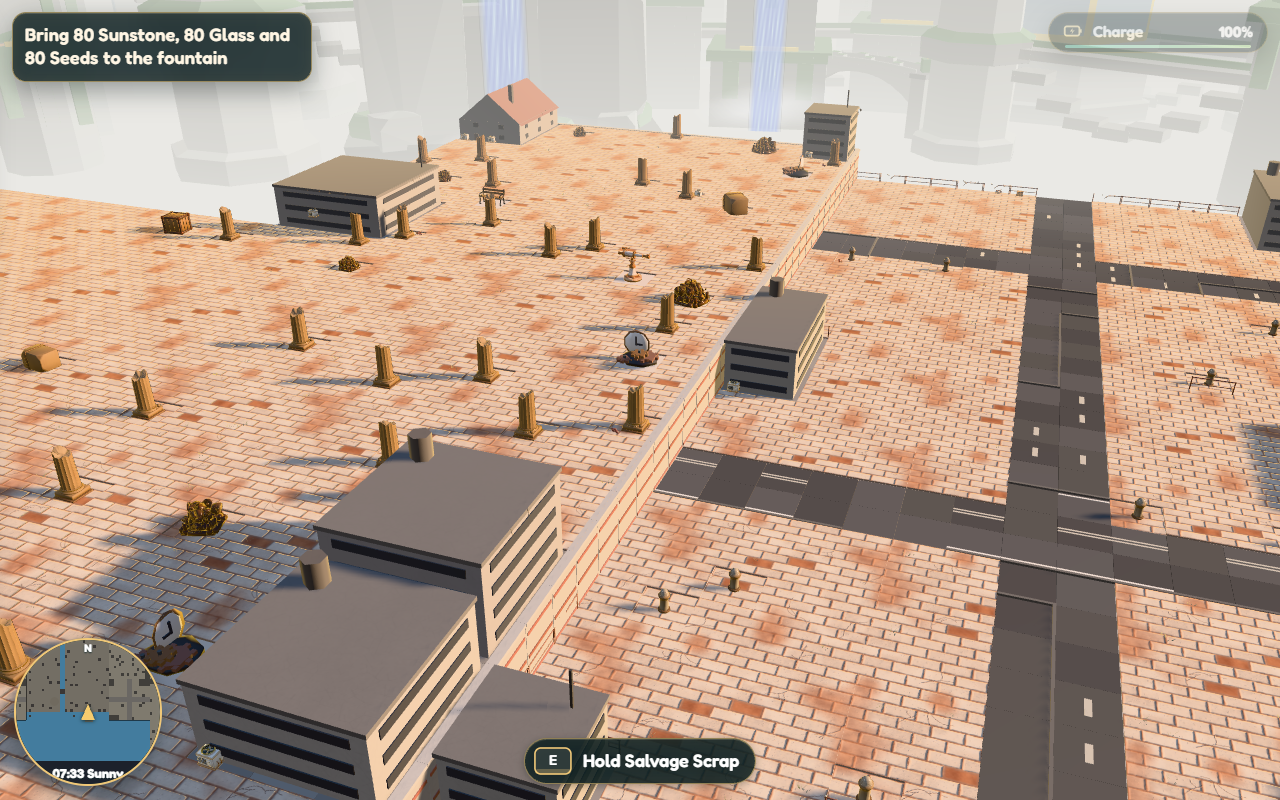 Bring 80 Sunstone, 80 Glass and
80 Seeds to the fountain
Charge 100%
N
07:33 Sunny
E Hold Salvage Scrap